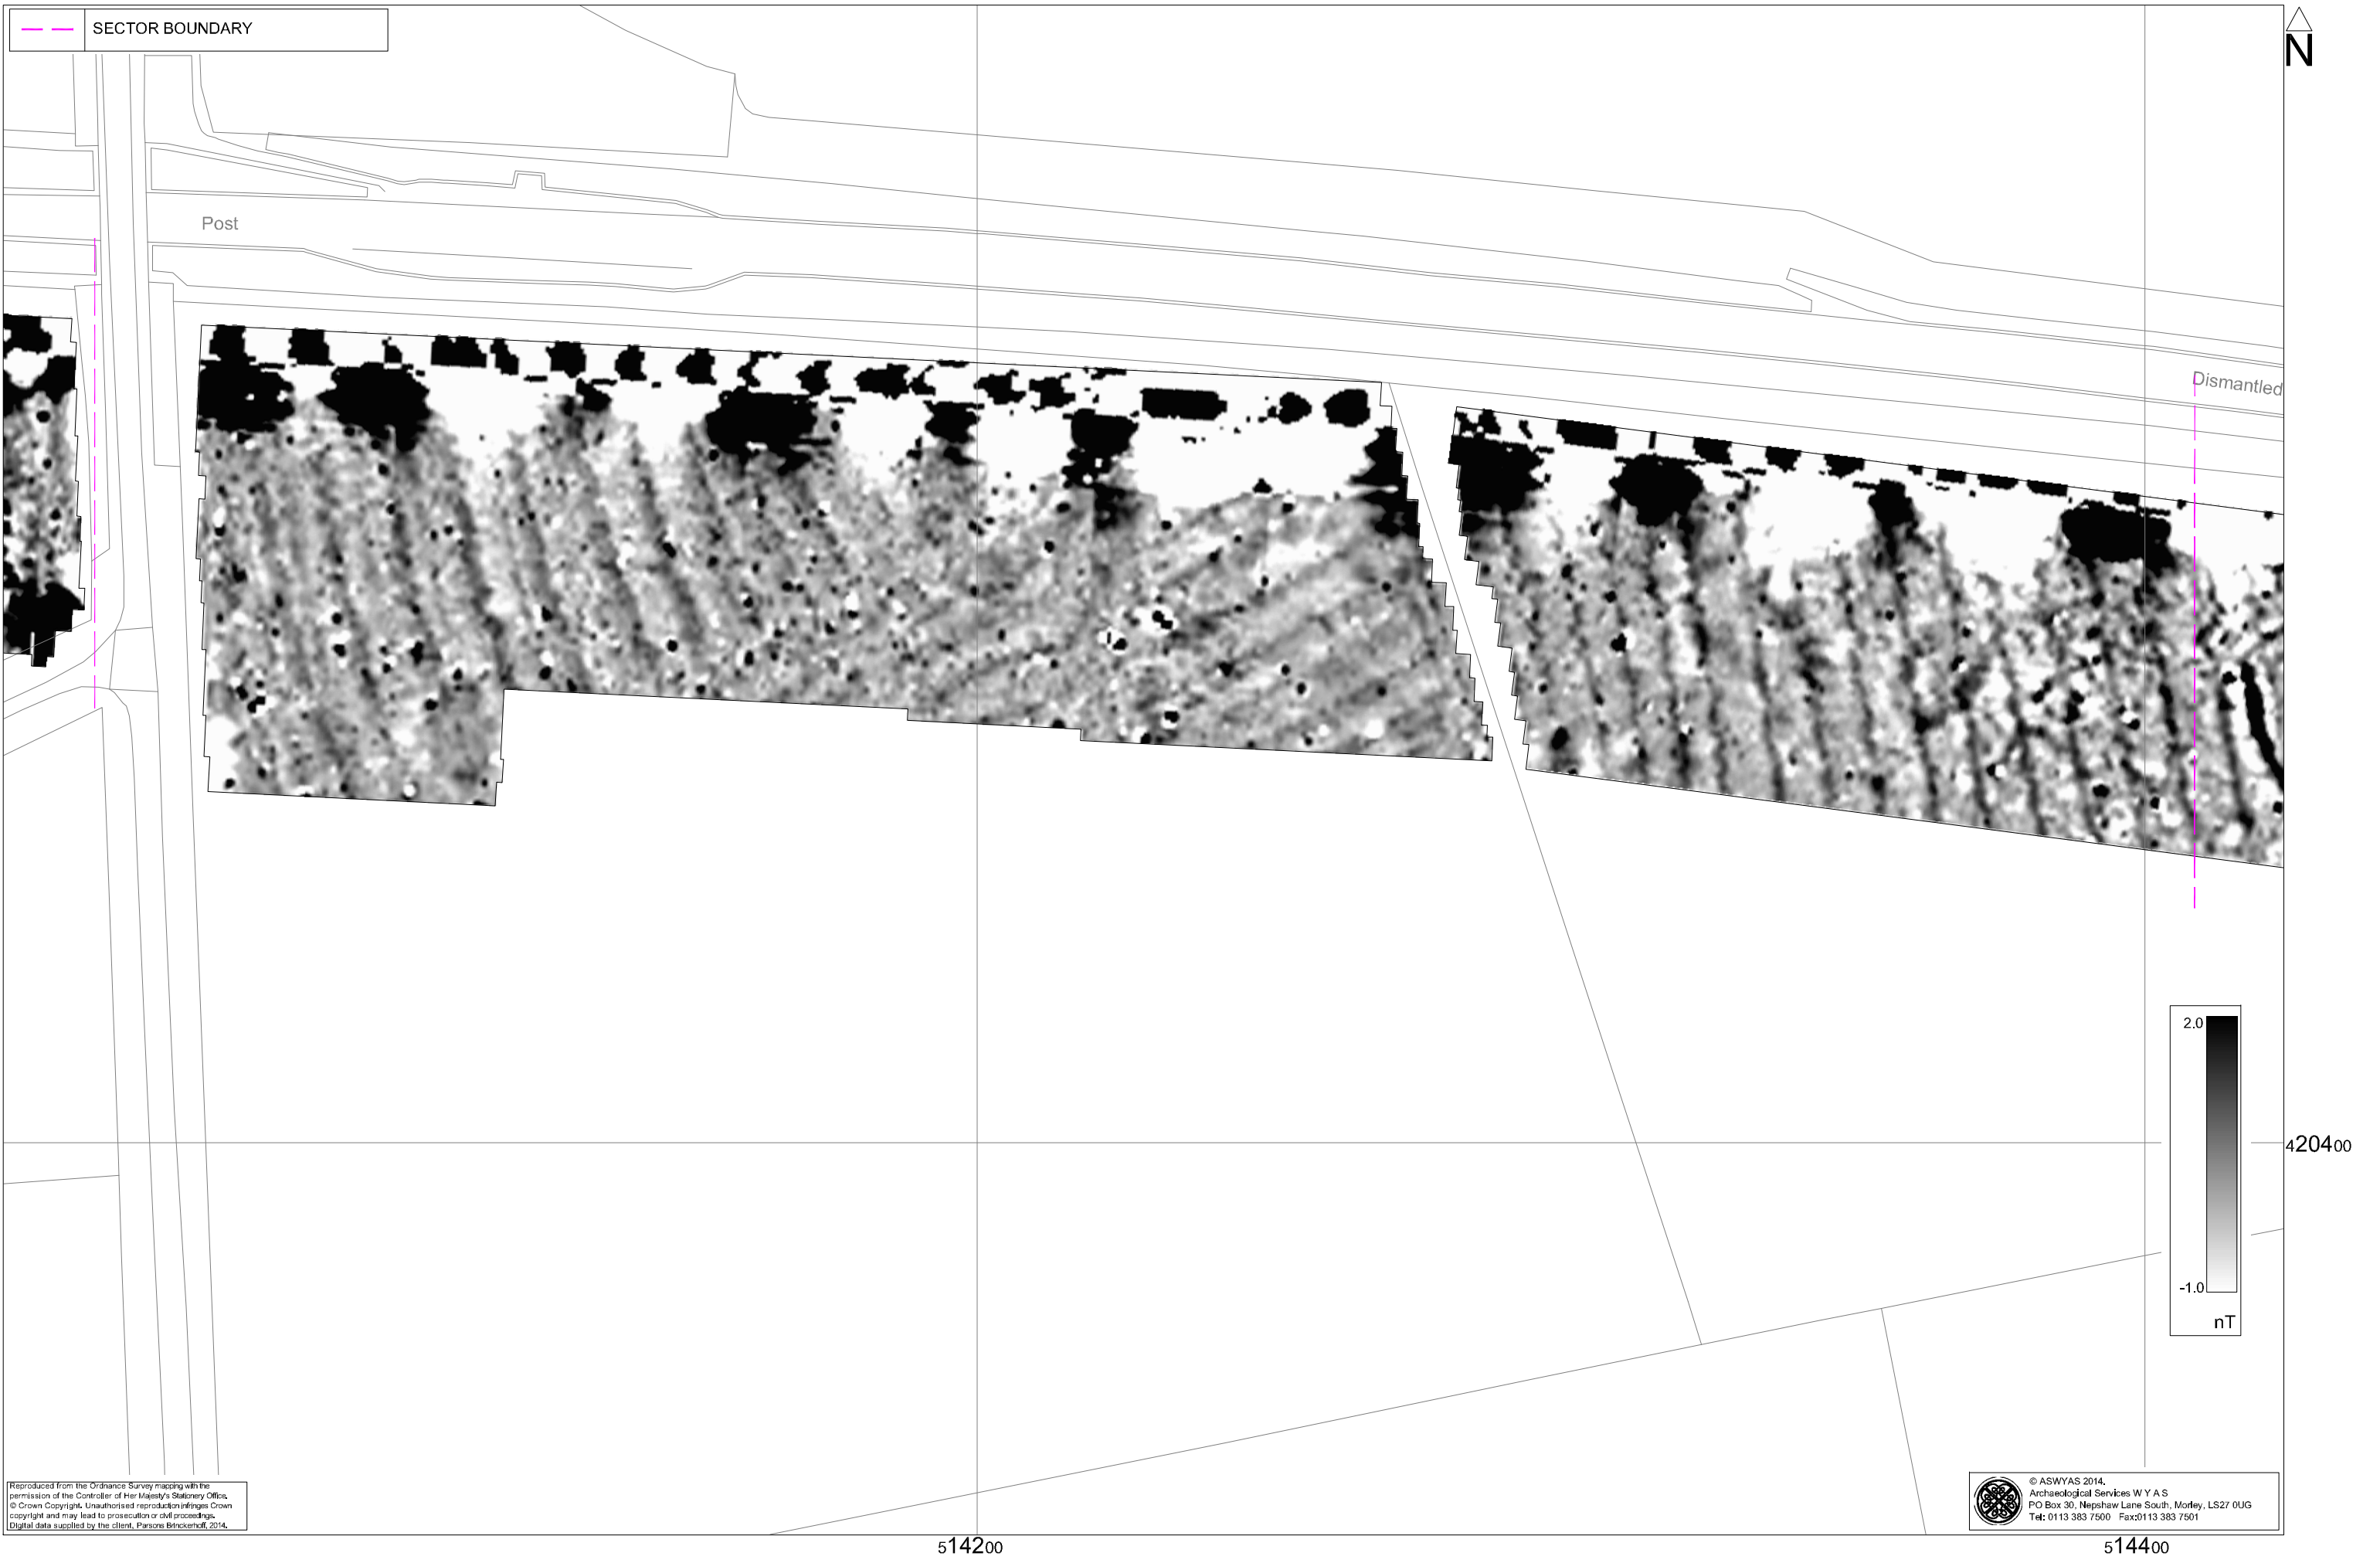 SECTOR BOUNDARY
N
Post
Dismantled
2.0
-1.0
nT
420400
Reproduced from the Ordnance Survey mapping with the
permission of the Controller of Her Majesty's Stationery Office.
© Crown Copyright. Unauthorised reproduction infringes Crown
copyright and may lead to prosecution or civil proceedings.
Digital data supplied by the client, Parsons Brinckerhoff, 2014.
© ASWYAS 2014.
Archaeological Services W Y A S
PO Box 30, Nepshaw Lane South, Morley, LS27 0UG
Tel: 0113 383 7500 Fax:0113 383 7501
514200
514400